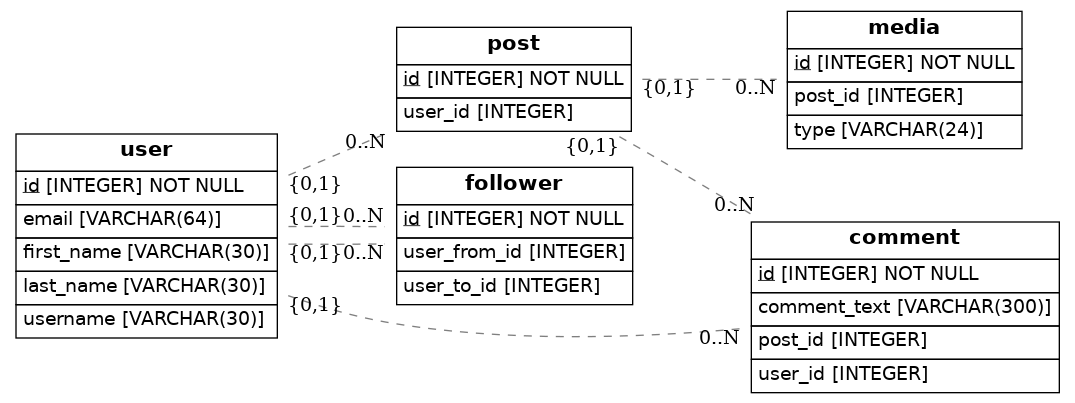 user
id [INTEGER] NOT NULL
email [VARCHAR(64)]
first_name [VARCHAR(30)]
last_name [VARCHAR(30)]
username [VARCHAR(30)]
post
id [INTEGER] NOT NULL
user_id [INTEGER]
follower
id [INTEGER] NOT NULL
user_from_id [INTEGER]
user_to_id [INTEGER]
media
id [INTEGER] NOT NULL
post_id [INTEGER]
type [VARCHAR(24)]
comment
id [INTEGER] NOT NULL
comment_text [VARCHAR(300)]
post_id [INTEGER]
user_id [INTEGER]
0..N
{0,1}
{0,1}
0..N
{0,1}
0..N
{0,1}
0..N
{0,1}
0..N
{0,1}
0..N